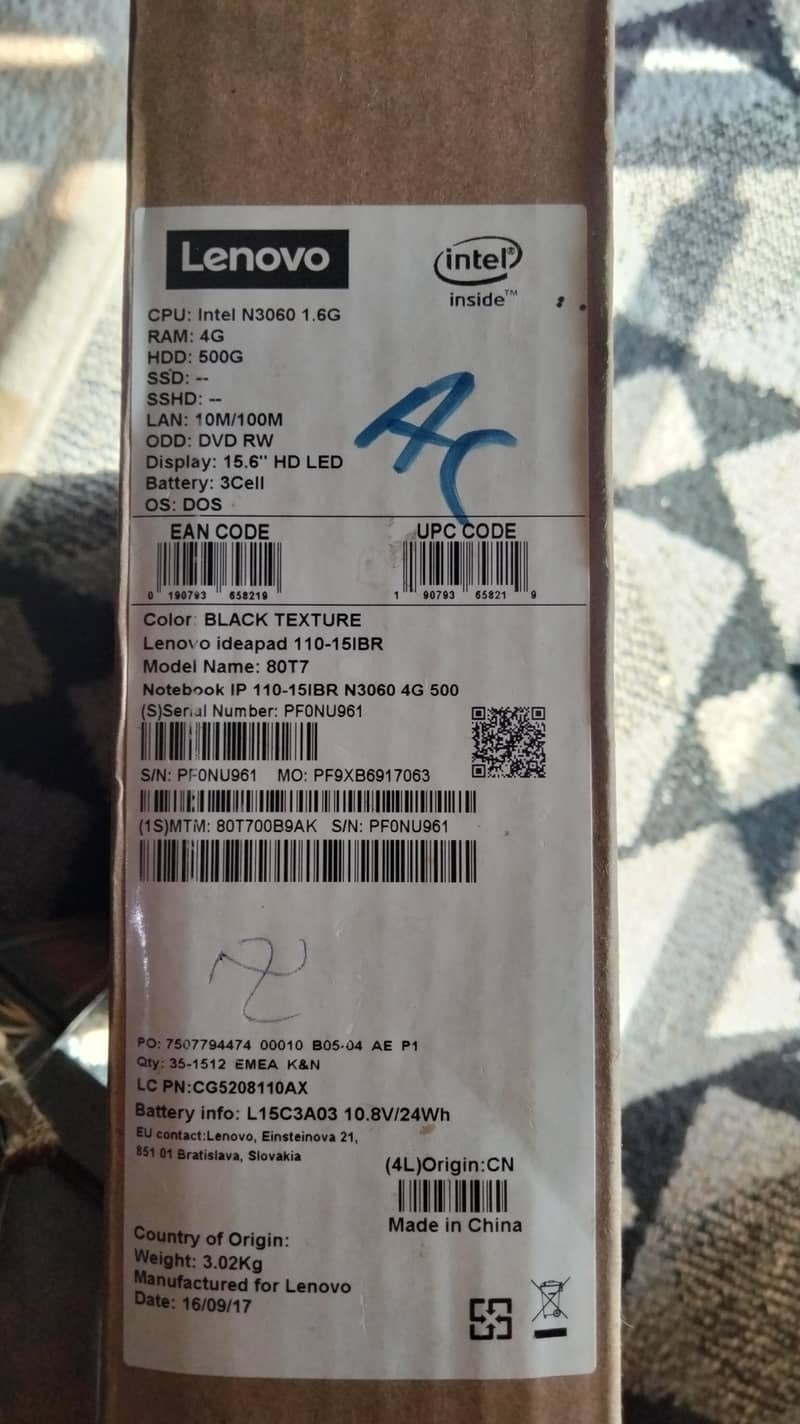 Lenovo
intel®
inside™
CPU: Intel N3060 1.6G
RAM: 4G
HDD: 500G
SSD: --
SSHD: --
LAN: 10M/100M
ODD: DVD RW
Display: 15.6" HD LED
Battery: 3Cell
OS: DOS
EAN CODE
UPC CODE
0 190793 658219
1 90793 65821 9
Color: BLACK TEXTURE
Lenovo ideapad 110-15IBR
Model Name: 80T7
Notebook IP 110-15IBR N3060 4G 500
(S)Serial Number: PF0NU961
S/N: PF0NU961 MO: PF9XB6917063
(1S)MTM: 80T700B9AK S/N: PF0NU961
PO: 7507794474 00010 B05-04 AE P1
Qty: 35-1512 EMEA K&N
LC PN:CG5208110AX
Battery info: L15C3A03 10.8V/24Wh
EU contact:Lenovo, Einsteinova 21,
851 01 Bratislava, Slovakia
(4L)Origin:CN
Made in China
Country of Origin:
Weight: 3.02Kg
Manufactured for Lenovo
Date: 16/09/17